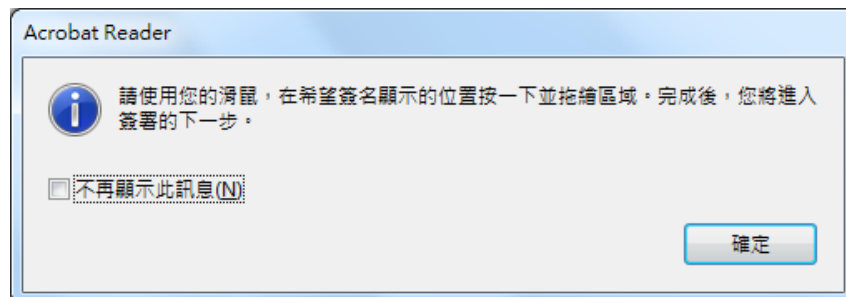 Acrobat Reader
請使用您的滑鼠，在希望簽名顯示的位置按一下並拖繪區域。完成後，您將進入
簽署的下一步。
不再顯示此訊息(N)
確定